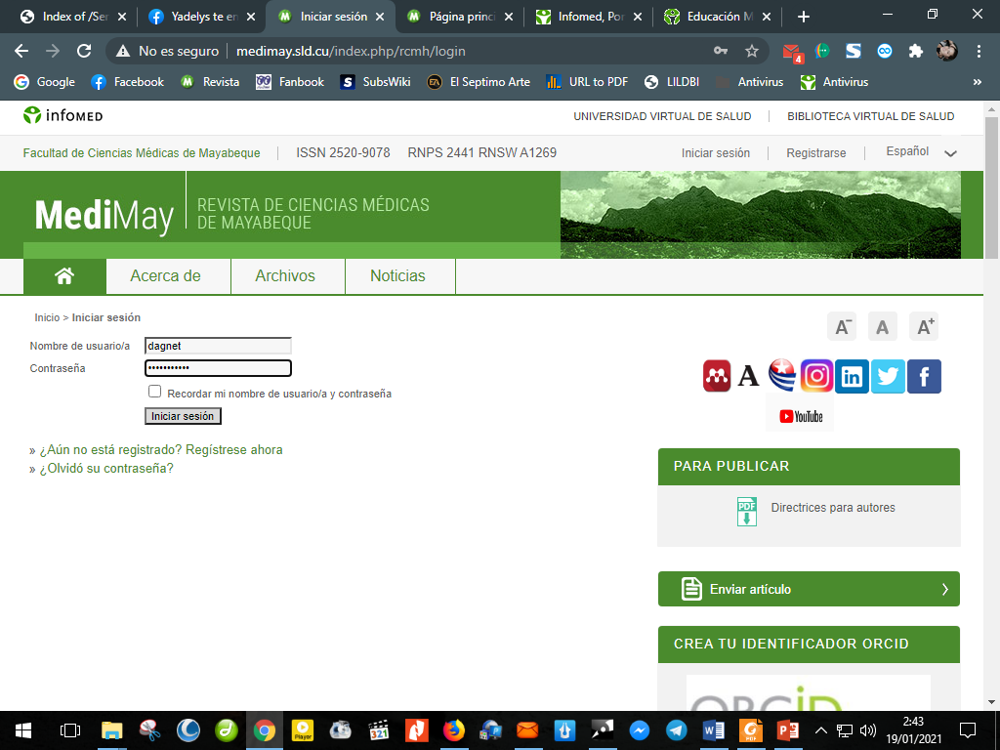 Index of /Ser
Yadelys te en
Iniciar sesión
Página princi
Infomed, Por
Educación M
No es seguro
medimay.sld.cu/index.php/rcmh/login
4
Google
Facebook
Revista
Fanbook
SubsWiki
El Septimo Arte
URL to PDF
LILDBI
Antivirus
Antivirus
»
infoMED
UNIVERSIDAD VIRTUAL DE SALUD
BIBLIOTECA VIRTUAL DE SALUD
Facultad de Ciencias Médicas de Mayabeque
ISSN 2520-9078 RNPS 2441 RNSW A1269
Iniciar sesión
Registrarse
Español
MediMay
REVISTA DE CIENCIAS MÉDICAS
DE MAYABEQUE
Acerca de
Archivos
Noticias
Inicio > Iniciar sesión
A-
A
A+
Nombre de usuario/a
dagnet
Contraseña
•••••••••••
Recordar mi nombre de usuario/a y contraseña
Iniciar sesión
» ¿Aún no está registrado? Regístrese ahora
» ¿Olvidó su contraseña?
A
in
f
YouTube
PARA PUBLICAR
PDF
Directrices para autores
Enviar artículo
CREA TU IDENTIFICADOR ORCID
ORCiD
Player
321
2:43
19/01/2021